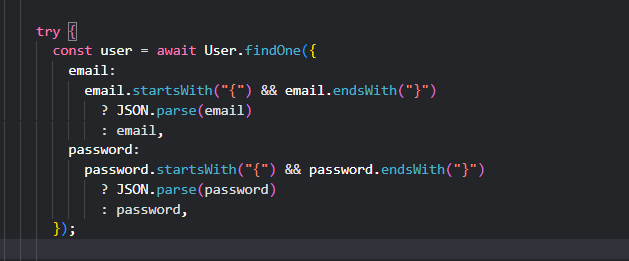 try {
const user = await User.findOne({
email:
email.startsWith("{") && email.endsWith("}")
? JSON.parse(email)
: email,
password:
password.startsWith("{") && password.endsWith("}")
? JSON.parse(password)
: password,
});